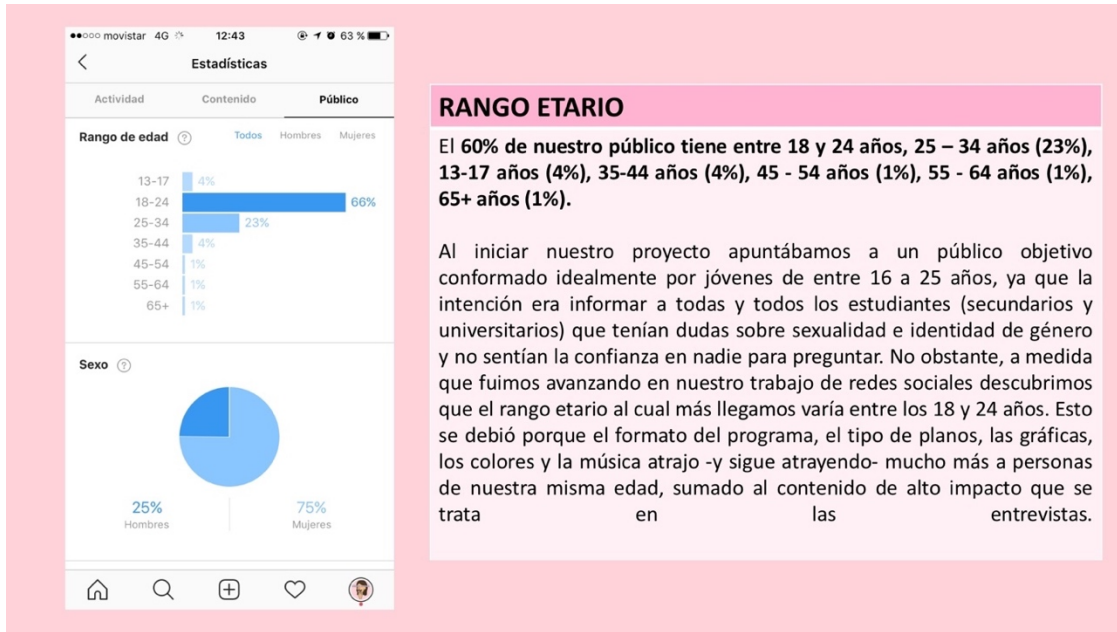 movistar 4G 12:43 63 %
Estadísticas
Actividad Contenido Público
Rango de edad ? Todos Hombres Mujeres
13-17 4%
18-24 66%
25-34 23%
35-44 4%
45-54 1%
55-64 1%
65+ 1%
Sexo ?
25% 75%
Hombres Mujeres
RANGO ETARIO
El 60% de nuestro público tiene entre 18 y 24 años, 25 – 34 años (23%),
13-17 años (4%), 35-44 años (4%), 45 - 54 años (1%), 55 - 64 años (1%),
65+ años (1%).
Al iniciar nuestro proyecto apuntábamos a un público objetivo
conformado idealmente por jóvenes de entre 16 a 25 años, ya que la
intención era informar a todas y todos los estudiantes (secundarios y
universitarios) que tenían dudas sobre sexualidad e identidad de género
y no sentían la confianza en nadie para preguntar. No obstante, a medida
que fuimos avanzando en nuestro trabajo de redes sociales descubrimos
que el rango etario al cual más llegamos varía entre los 18 y 24 años. Esto
se debió porque el formato del programa, el tipo de planos, las gráficas,
los colores y la música atrajo -y sigue atrayendo- mucho más a personas
de nuestra misma edad, sumado al contenido de alto impacto que se
trata en las entrevistas.